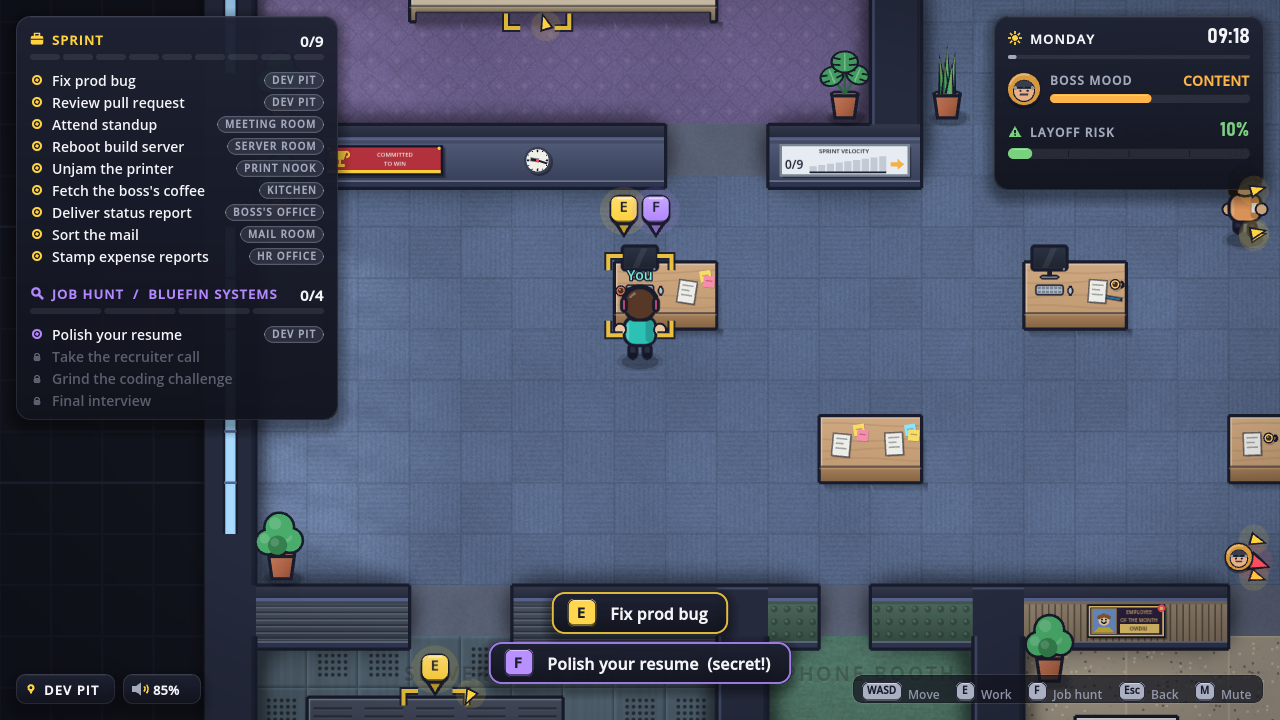 SPRINT 0/9
Fix prod bug DEV PIT
Review pull request DEV PIT
Attend standup MEETING ROOM
Reboot build server SERVER ROOM
Unjam the printer PRINT NOOK
Fetch the boss's coffee KITCHEN
Deliver status report BOSS'S OFFICE
Sort the mail MAIL ROOM
Stamp expense reports HR OFFICE
JOB HUNT / BLUEFIN SYSTEMS 0/4
Polish your resume DEV PIT
Take the recruiter call
Grind the coding challenge
Final interview
MONDAY 09:18
BOSS MOOD CONTENT
LAYOFF RISK 10%
COMMITTED
TO WIN
SPRINT VELOCITY
0/9
E F
You
EMPLOYEE
OF THE MONTH
OVIDIU
E Fix prod bug
F Polish your resume (secret!)
E
PHONE BOOTH
DEV PIT 85%
WASD Move E Work F Job hunt Esc Back M Mute